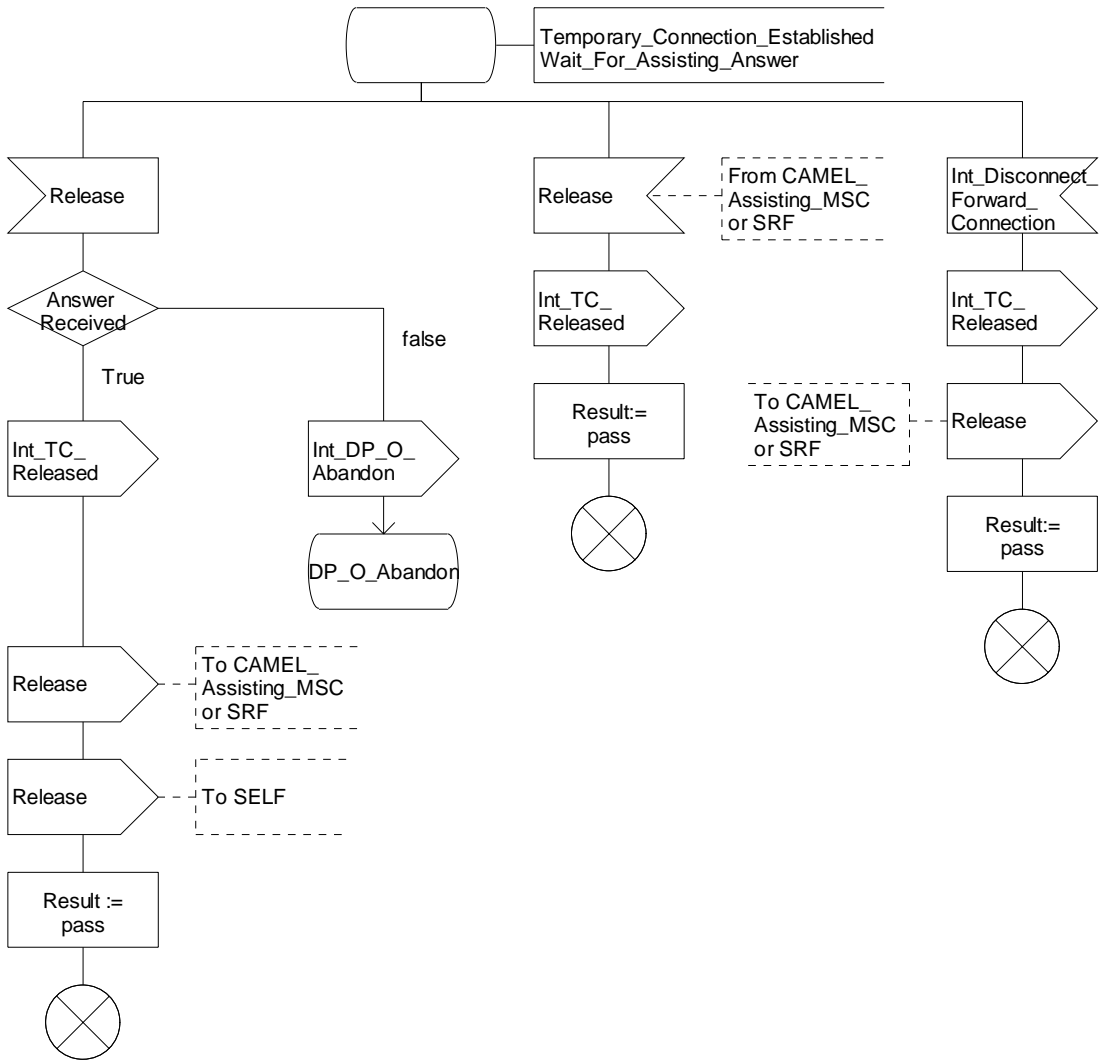 Temporary_Connection_Established
Wait_For_Assisting_Answer
Release
Release
From CAMEL_
Assisting_MSC
or SRF
Int_Disconnect_
Forward_
Connection
Answer
Received
false
True
Int_TC_
Released
Int_TC_
Released
Int_TC_
Released
Int_DP_O_
Abandon
Result:=
pass
To CAMEL_
Assisting_MSC
or SRF
Release
DP_O_Abandon
Result:=
pass
Release
To CAMEL_
Assisting_MSC
or SRF
Release
To SELF
Result :=
pass